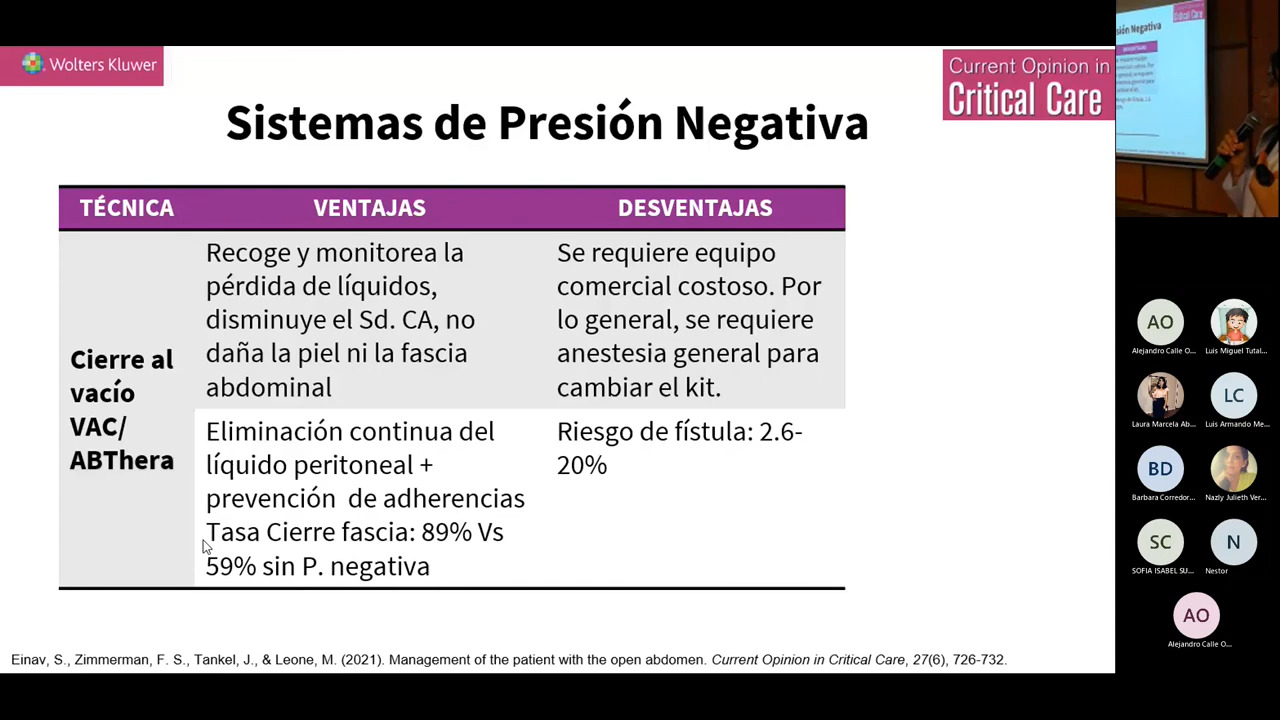 Wolters Kluwer
Current Opinion in
Critical Care
Sistemas de Presión Negativa
TÉCNICA
VENTAJAS
DESVENTAJAS
Cierre al
vacío
VAC/
ABThera
Recoge y monitorea la
pérdida de líquidos,
disminuye el Sd. CA, no
daña la piel ni la fascia
abdominal
Se requiere equipo
comercial costoso. Por
lo general, se requiere
anestesia general para
cambiar el kit.
Eliminación continua del
líquido peritoneal +
prevención  de adherencias
Tasa Cierre fascia: 89% Vs
59% sin P. negativa
Riesgo de fístula: 2.6-
20%
Einav, S., Zimmerman, F. S., Tankel, J., & Leone, M. (2021). Management of the patient with the open abdomen. Current Opinion in Critical Care, 27(6), 726-732.
sión Negativa
Critical Care
AO
Alejandro Calle O...
Luis Miguel Tutal...
Laura Marcela Ab...
LC
Luis Armando Me...
BD
Barbara Corredor...
Nazly Julieth Ver...
SC
SOFIA ISABEL SU...
N
Nestor
AO
Alejandro Calle O...